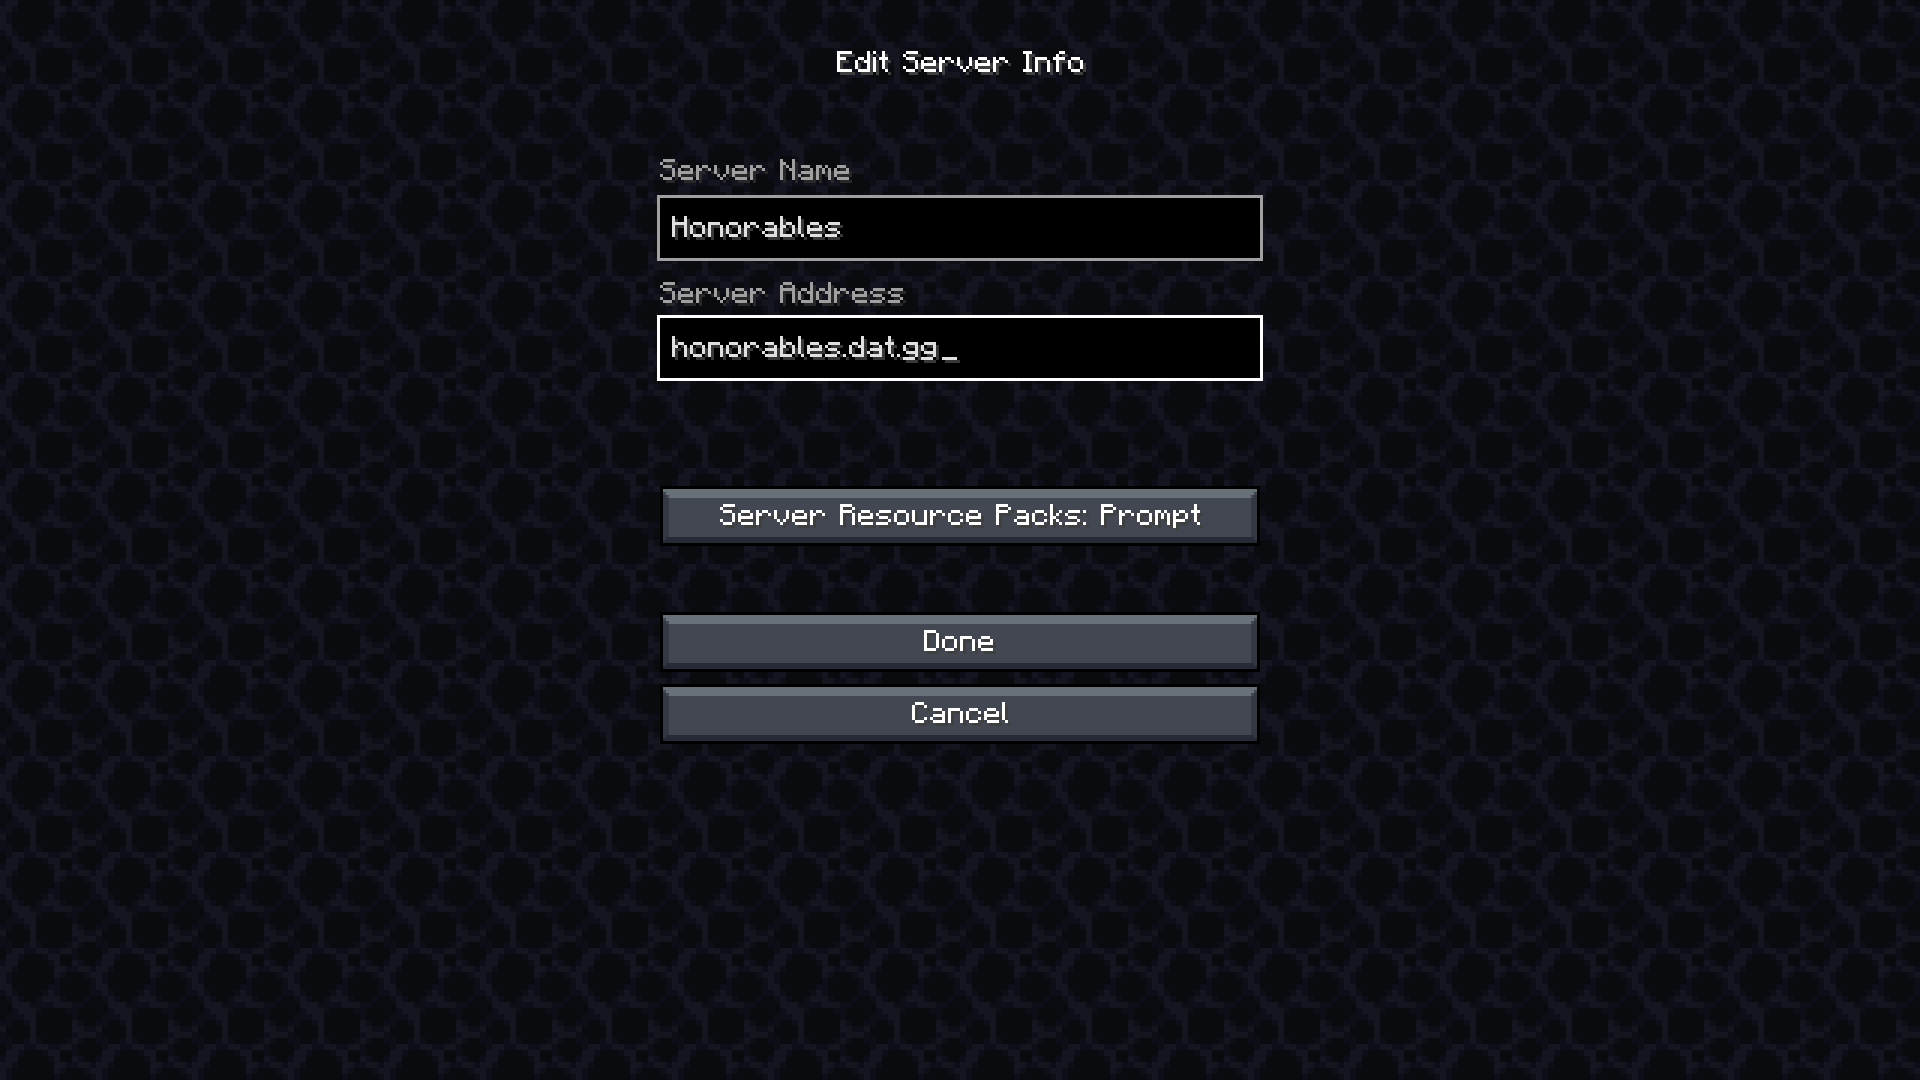 Edit Server Info
Server Name
Honorables
Server Address
honorables.dat.gg_
Server Resource Packs: Prompt
Done
Cancel